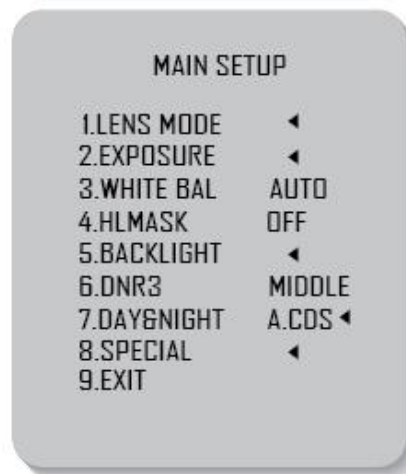 MAIN SETUP
1.LENS MODE ◄
2.EXPOSURE ◄
3.WHITE BAL AUTO
4.HLMASK OFF
5.BACKLIGHT ◄
6.DNR3 MIDDLE
7.DAY&NIGHT A.CDS ◄
8.SPECIAL ◄
9.EXIT